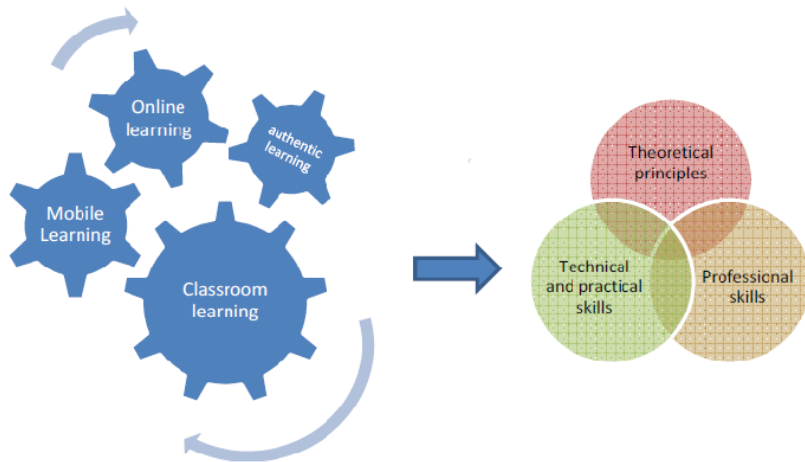 Online
learning
authentic
learning
Mobile
Learning
Classroom
learning
Theoretical
principles
Technical
and practical
skills
Professional
skills